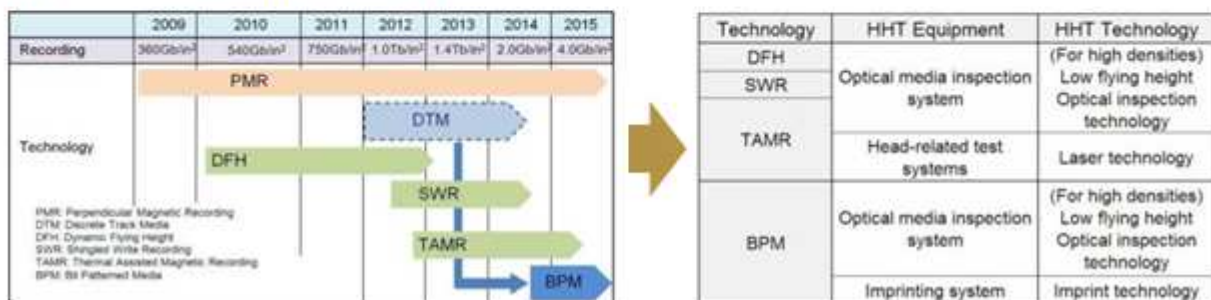 2009 2010 2011 2012 2013 2014 2015
Recording 360Gb/in² 540Gb/in² 750Gb/in² 1.0Tb/in² 1.4Tb/in² 2.0Gb/in² 4.0Gb/in²
PMR
DTM
Technology
DFH
SWR
TAMR
BPM
PMR: Perpendicular Magnetic Recording
DTM: Discrete Track Media
DFH: Dynamic Flying Height
SWR: Shingled Write Recording
TAMR: Thermal Assisted Magnetic Recording
BPM: Bit Patterned Media
Technology HHT Equipment HHT Technology
DFH
SWR
TAMR
Optical media inspection
system
(For high densities)
Low flying height
Optical inspection
technology
Head-related test
systems
Laser technology
BPM
Optical media inspection
system
(For high densities)
Low flying height
Optical inspection
technology
Imprinting system
Imprint technology